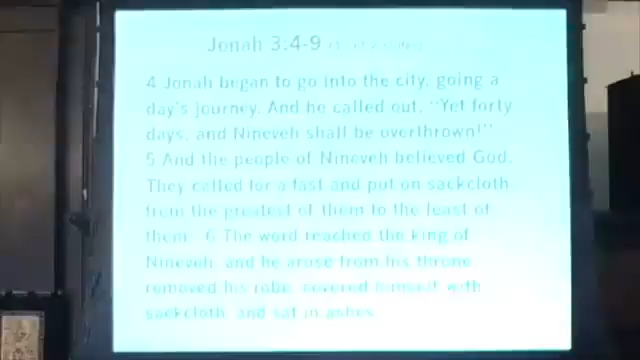 Jonah 3:4-9
4 Jonah began to go into the city, going a
day's journey. And he called out, "Yet forty
days, and Nineveh shall be overthrown!"
5 And the people of Nineveh believed God.
They called for a fast and put on sackcloth,
from the greatest of them to the least of
them. 6 The word reached the king of
Nineveh, and he arose from his throne,
removed his robe, covered himself with
sackcloth, and sat in ashes.